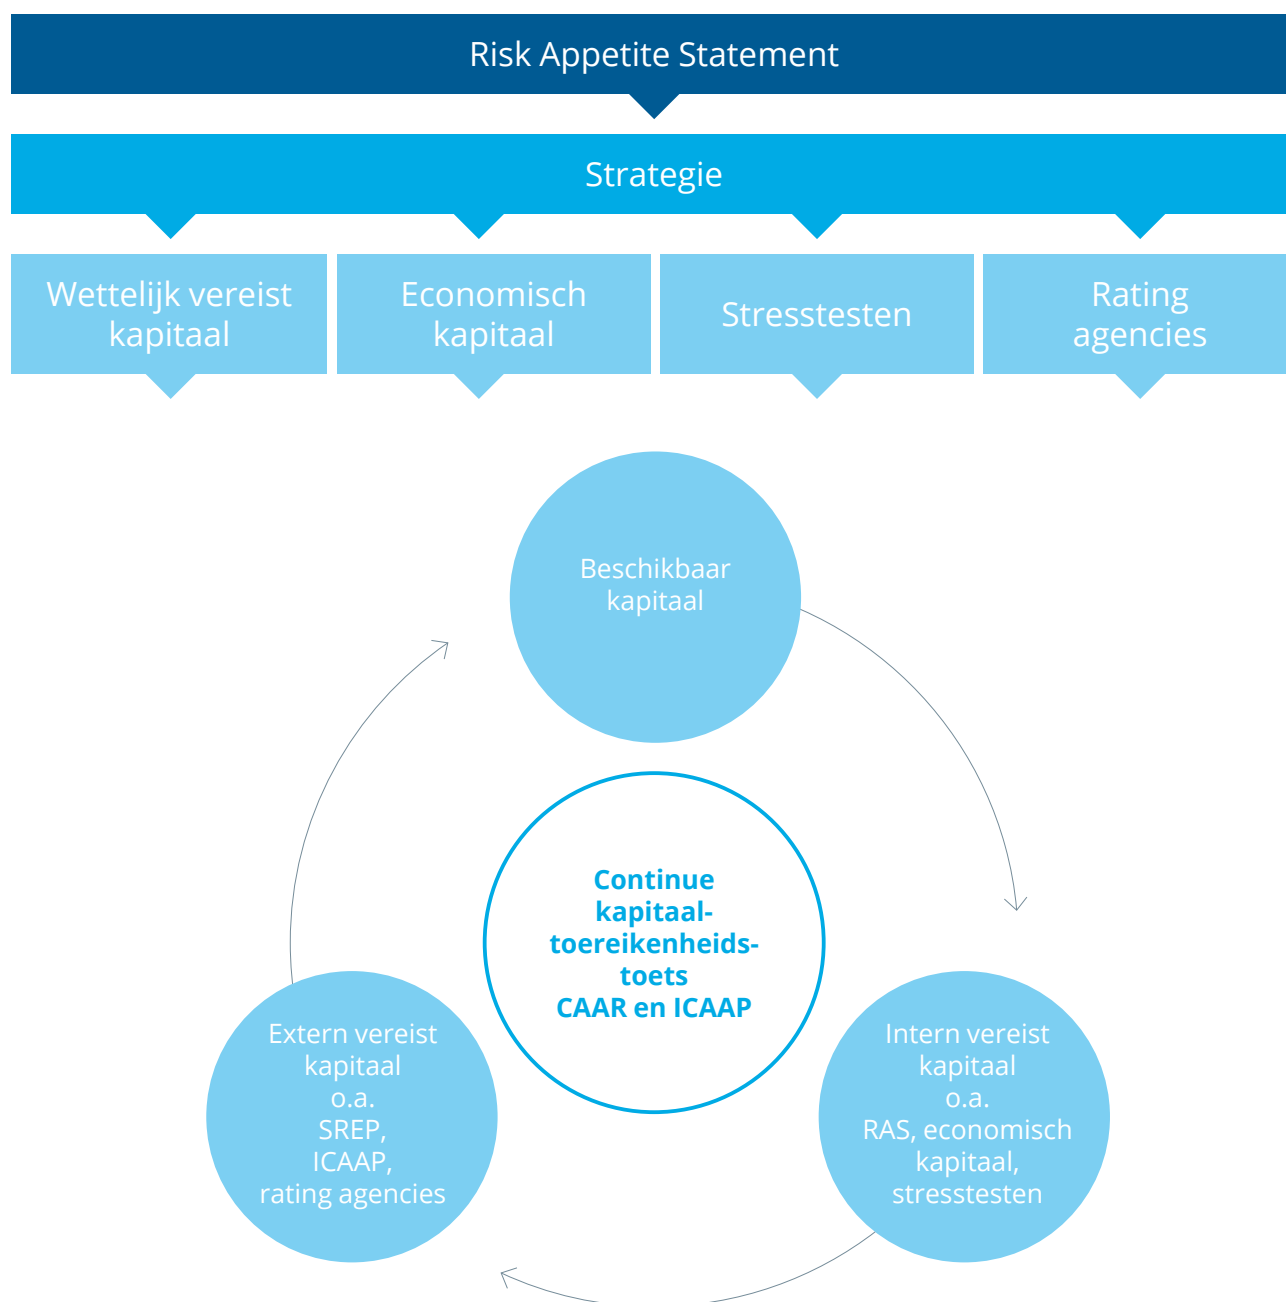 Risk Appetite Statement
Strategie
Wettelijk vereist
kapitaal
Economisch
kapitaal
Stresstesten
Rating
agencies
Beschikbaar
kapitaal
Continue
kapitaal-
toereikenheids-
toets
CAAR en ICAAP
Extern vereist
kapitaal
o.a.
SREP,
ICAAP,
rating agencies
Intern vereist
kapitaal
o.a.
RAS, economisch
kapitaal,
stresstesten